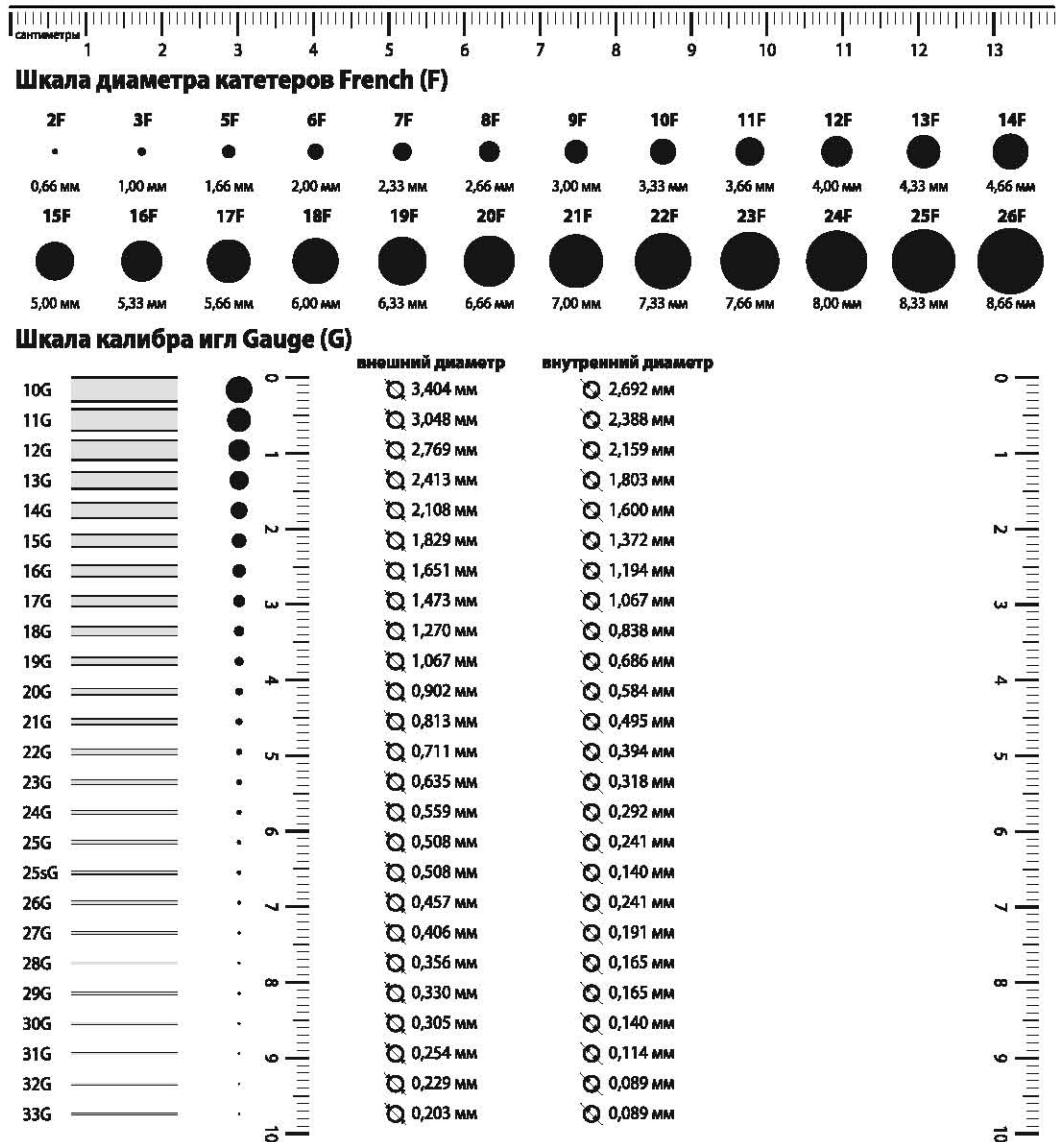 сантиметры
1 2 3 4 5 6 7 8 9 10 11 12 13
Шкала диаметра катетеров French (F)
2F 3F 5F 6F 7F 8F 9F 10F 11F 12F 13F 14F
0,66 мм 1,00 мм 1,66 мм 2,00 мм 2,33 мм 2,66 мм 3,00 мм 3,33 мм 3,66 мм 4,00 мм 4,33 мм 4,66 мм
15F 16F 17F 18F 19F 20F 21F 22F 23F 24F 25F 26F
5,00 мм 5,33 мм 5,66 мм 6,00 мм 6,33 мм 6,66 мм 7,00 мм 7,33 мм 7,66 мм 8,00 мм 8,33 мм 8,66 мм
Шкала калибра игл Gauge (G)
внешний диаметр внутренний диаметр
10G 3,404 мм 2,692 мм
11G 3,048 мм 2,388 мм
12G 2,769 мм 2,159 мм
13G 2,413 мм 1,803 мм
14G 2,108 мм 1,600 мм
15G 1,829 мм 1,372 мм
16G 1,651 мм 1,194 мм
17G 1,473 мм 1,067 мм
18G 1,270 мм 0,838 мм
19G 1,067 мм 0,686 мм
20G 0,902 мм 0,584 мм
21G 0,813 мм 0,495 мм
22G 0,711 мм 0,394 мм
23G 0,635 мм 0,318 мм
24G 0,559 мм 0,292 мм
25G 0,508 мм 0,241 мм
25sG 0,508 мм 0,140 мм
26G 0,457 мм 0,241 мм
27G 0,406 мм 0,191 мм
28G 0,356 мм 0,165 мм
29G 0,330 мм 0,165 мм
30G 0,305 мм 0,140 мм
31G 0,254 мм 0,114 мм
32G 0,229 мм 0,089 мм
33G 0,203 мм 0,089 мм
0 1 2 3 4 5 6 7 8 9 10
0 1 2 3 4 5 6 7 8 9 10